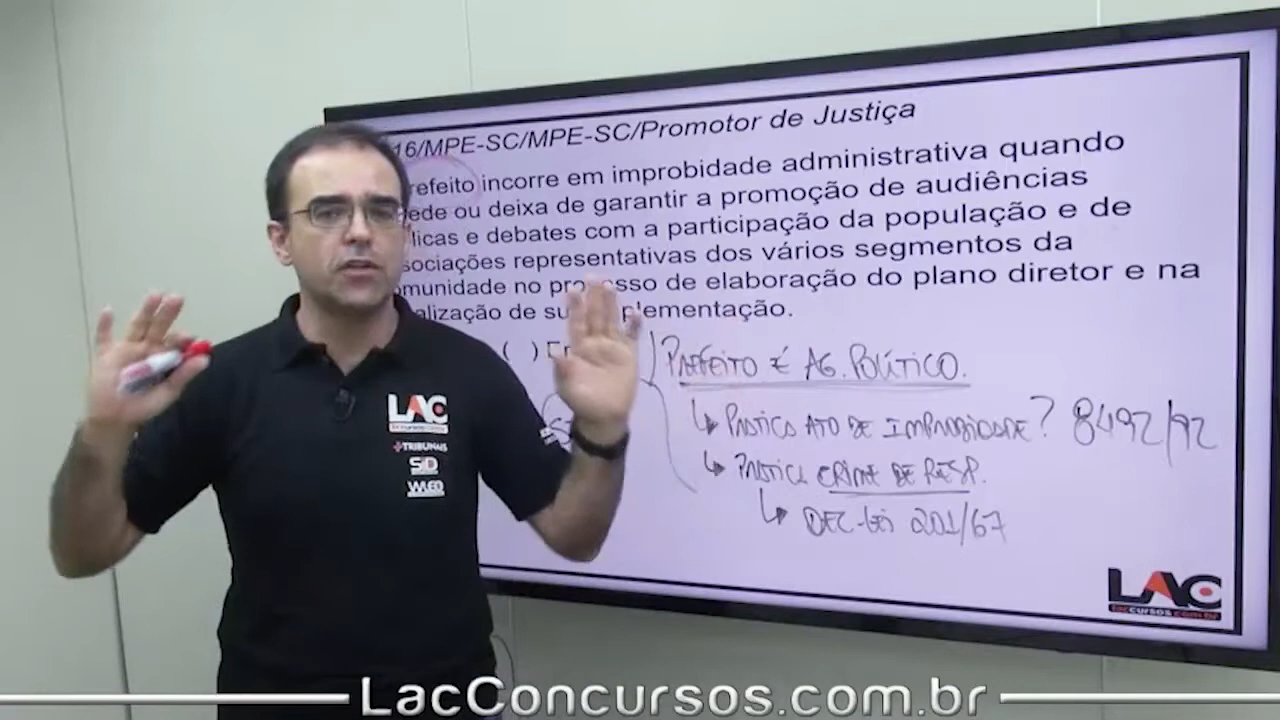 16/MPE-SC/MPE-SC/Promotor de Justiça
refeito incorre em improbidade administrativa quando
ede ou deixa de garantir a promoção de audiências
licas e debates com a participação da população e de
sociações representativas dos vários segmentos da
omunidade no pro sso de elaboração do plano diretor e na
alização de su plementação.
( )
PREFEITO É AG. POLÍTICO.
↳ PRATICA ATO DE IMPROBIDADE? 8492/92
↳ PRATICA CRIME DE RESP.
↳ DEC-LEI 201/67
LAC
+TRIBUNAIS
LAC
laccursos.com.br
LacConcursos.com.br